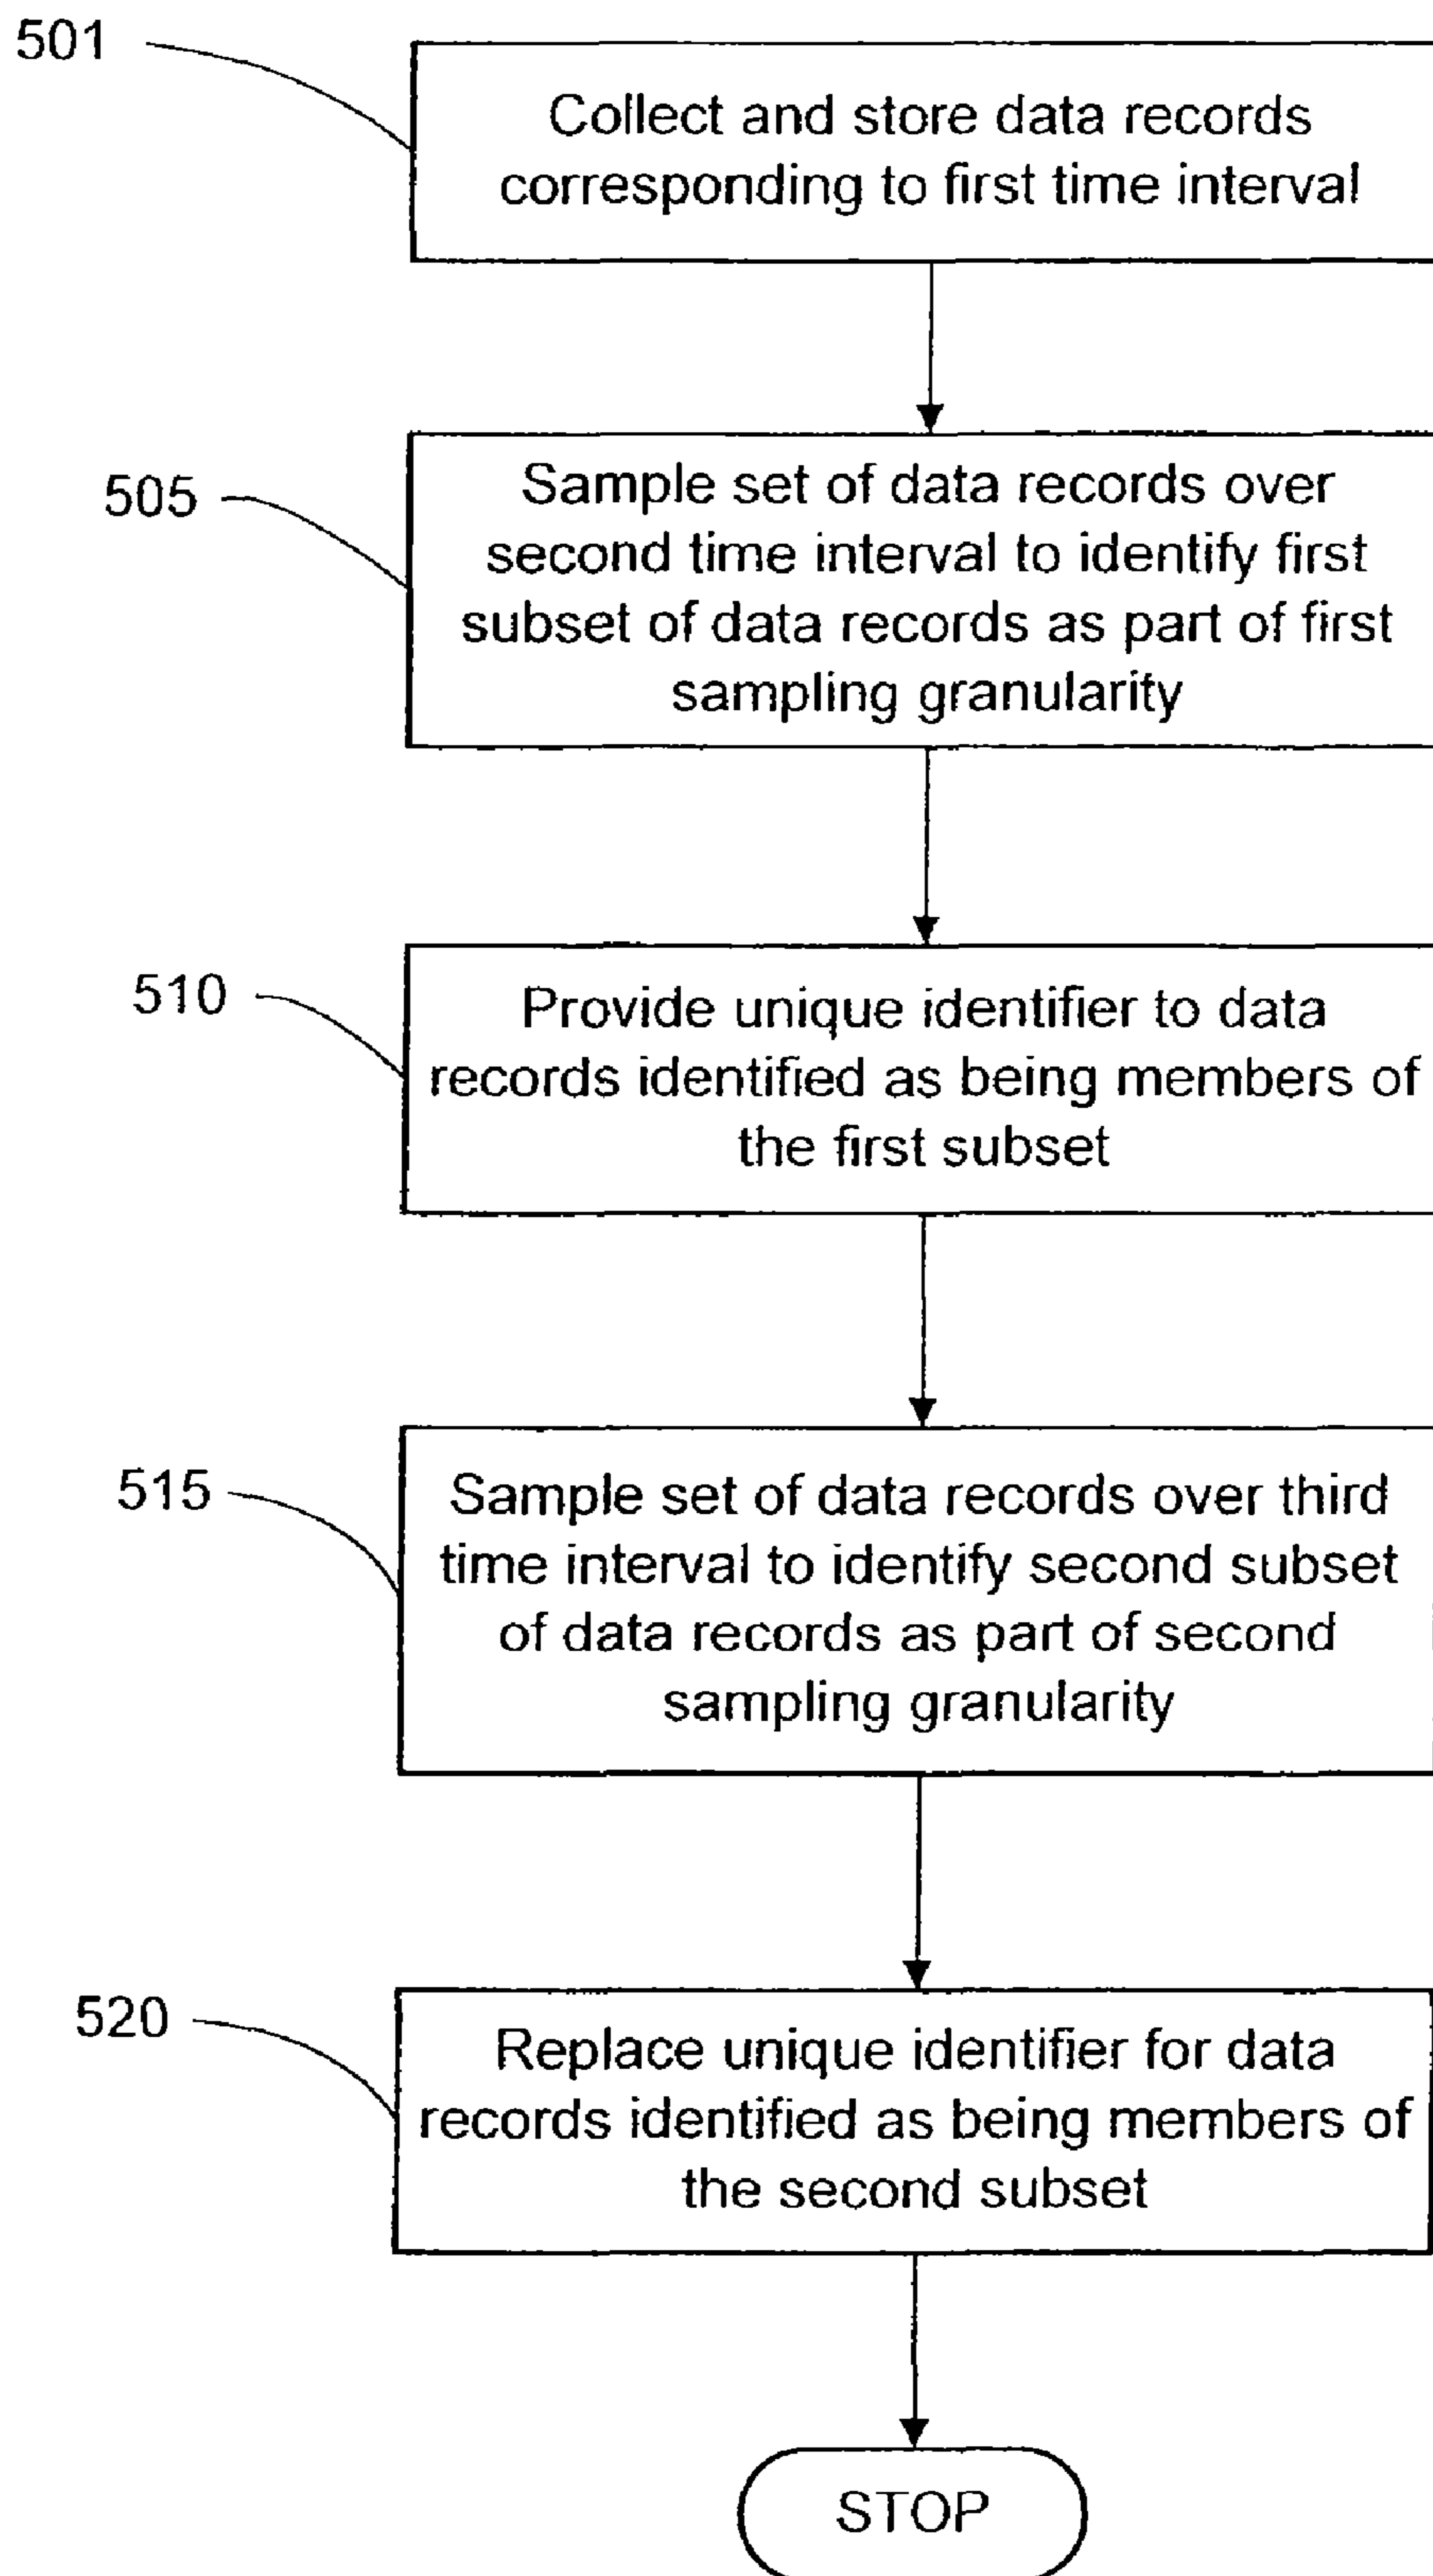 501
Collect and store data records
corresponding to first time interval
505
Sample set of data records over
second time interval to identify first
subset of data records as part of first
sampling granularity
510
Provide unique identifier to data
records identified as being members of
the first subset
515
Sample set of data records over third
time interval to identify second subset
of data records as part of second
sampling granularity
520
Replace unique identifier for data
records identified as being members of
the second subset
STOP